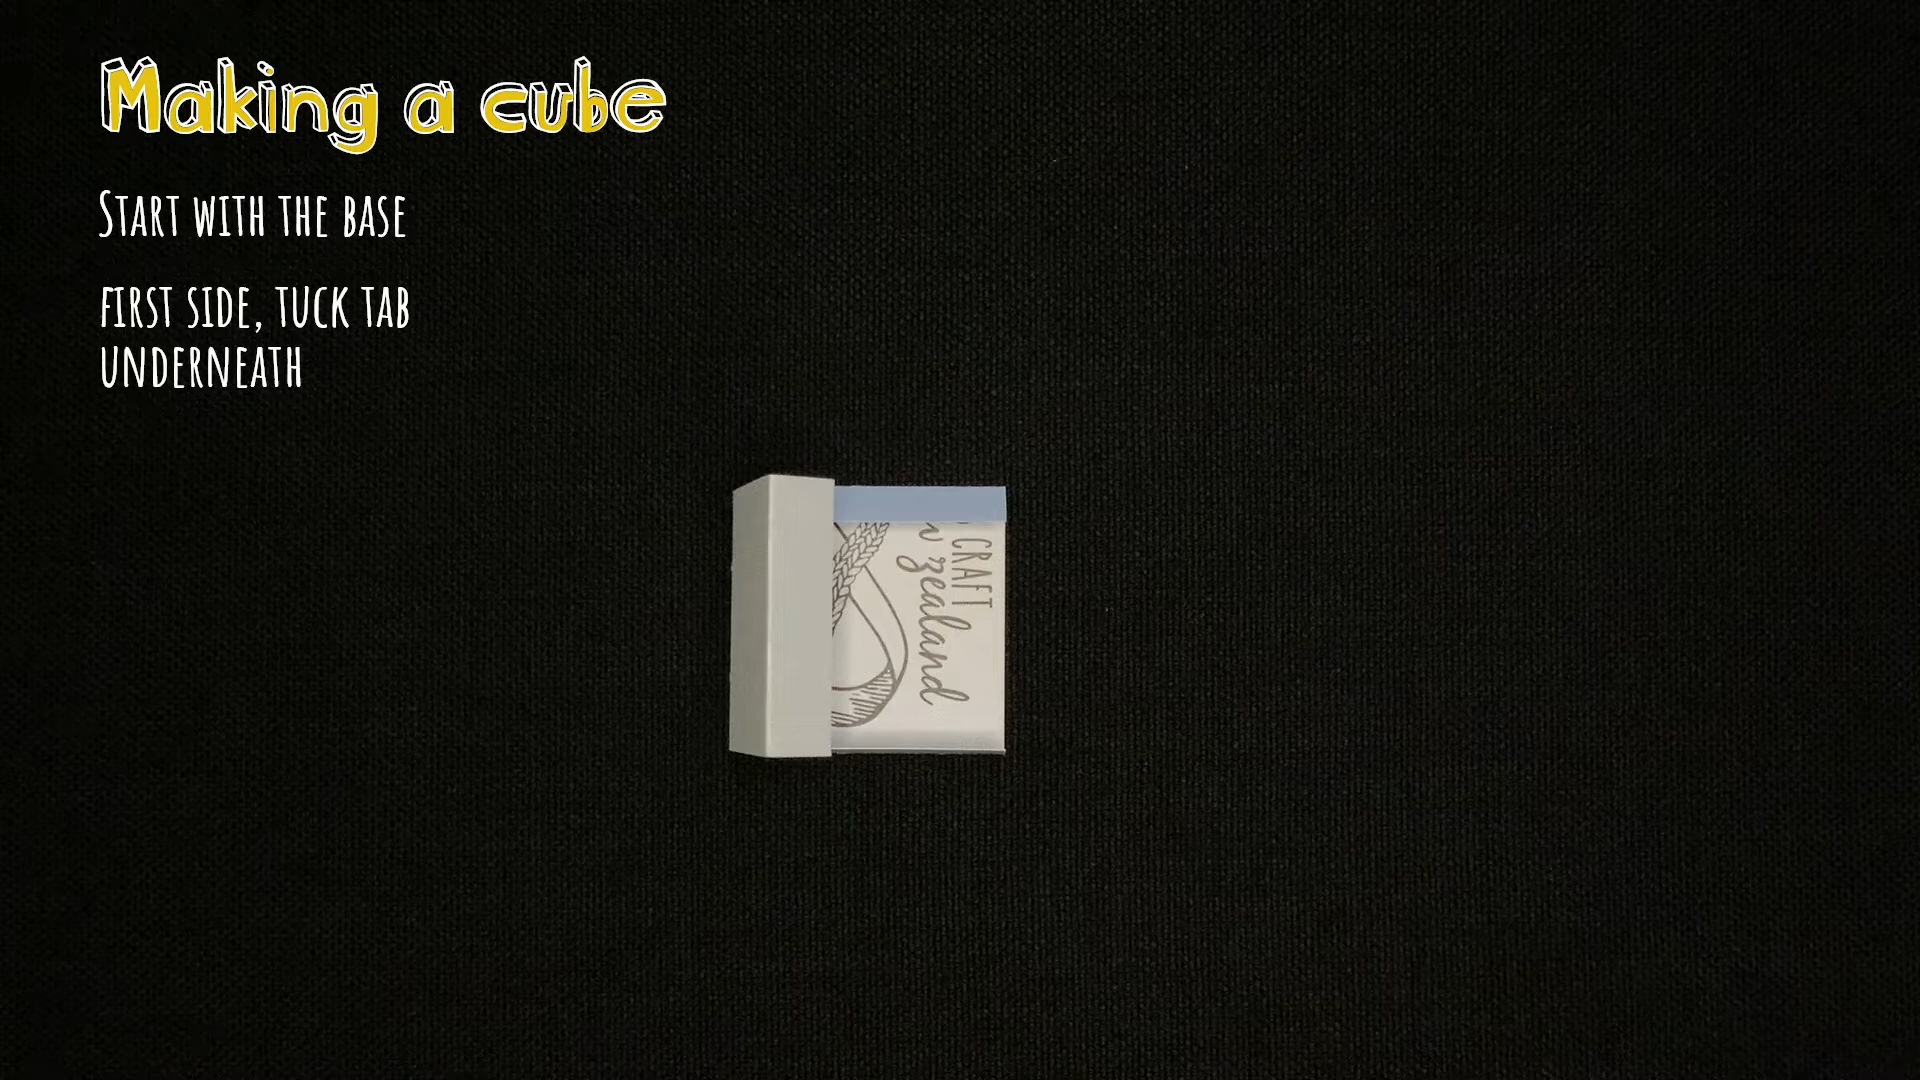 Making a cube
START WITH THE BASE
FIRST SIDE, TUCK TAB
UNDERNEATH
CRAFT
zealand